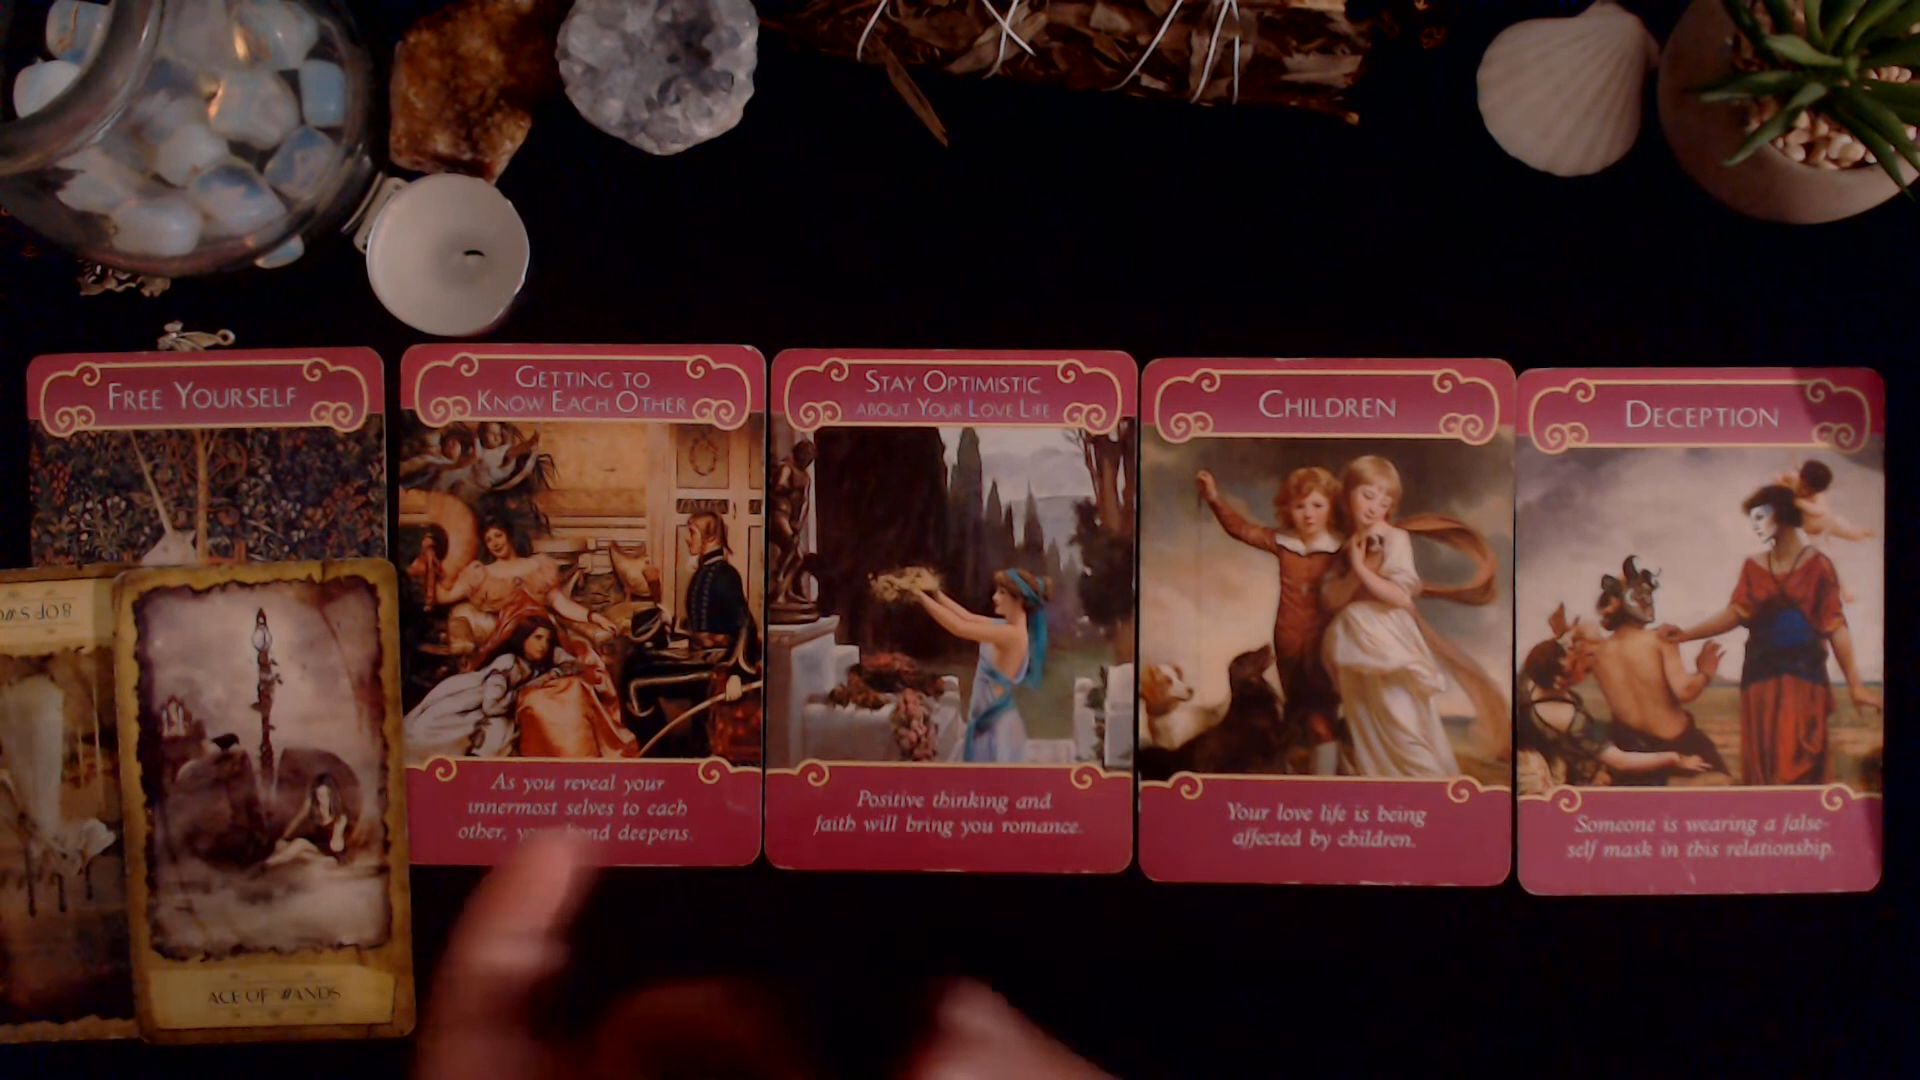 FREE YOURSELF
GETTING TO
KNOW EACH OTHER
As you reveal your
innermost selves to each
other, deepens.
STAY OPTIMISTIC
ABOUT YOUR LOVE LIFE
Positive thinking and
faith will bring you romance.
CHILDREN
Your love life is being
affected by children.
DECEPTION
Someone is wearing a false-
self mask in this relationship.
8 OF
ACE OF WANDS